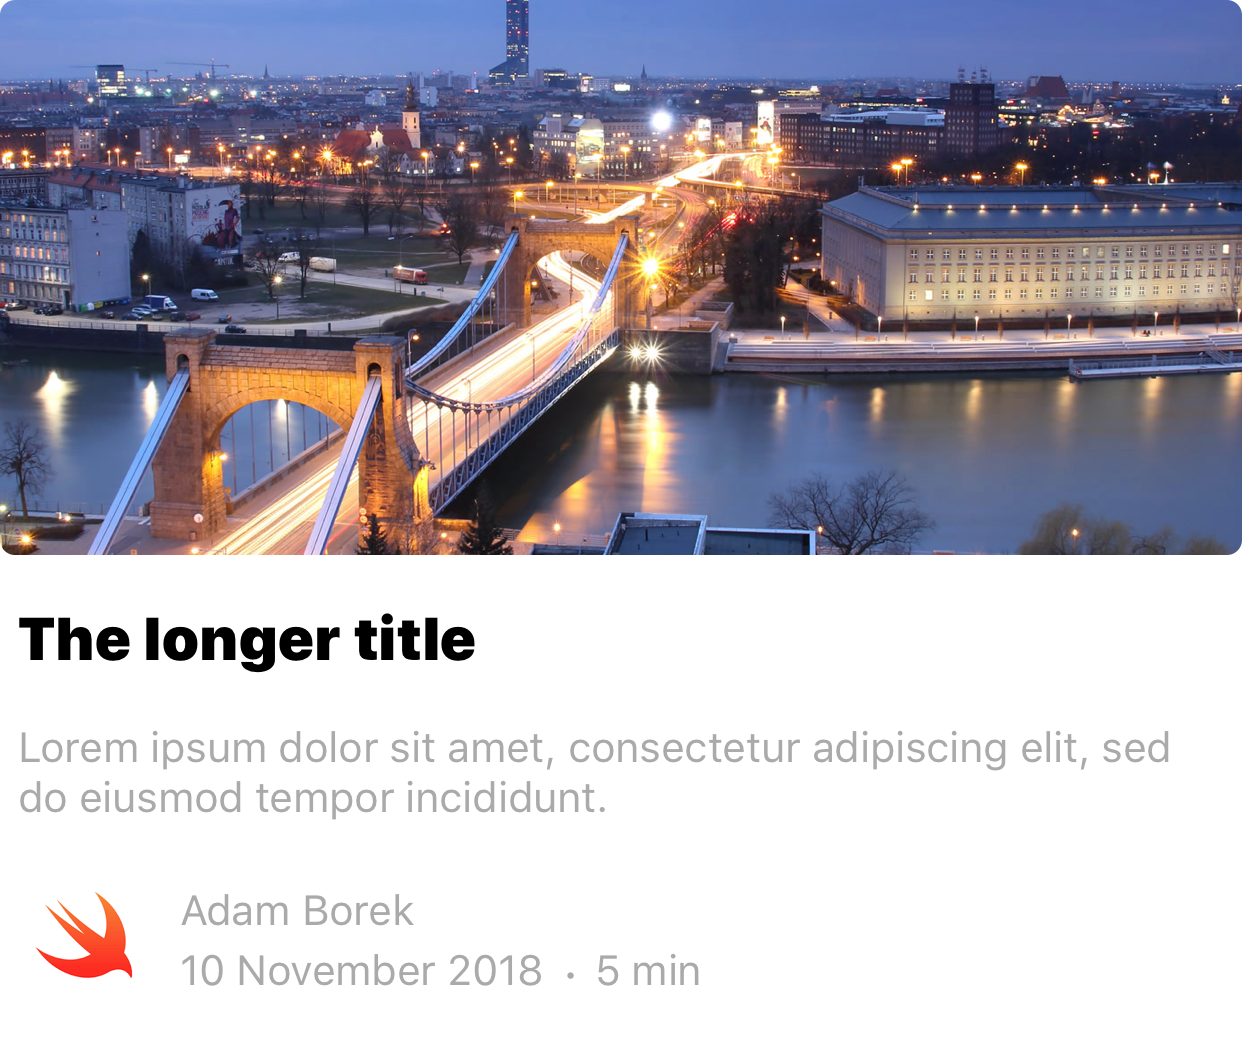 The longer title
Lorem ipsum dolor sit amet, consectetur adipiscing elit, sed
do eiusmod tempor incididunt.
Adam Borek
10 November 2018 · 5 min